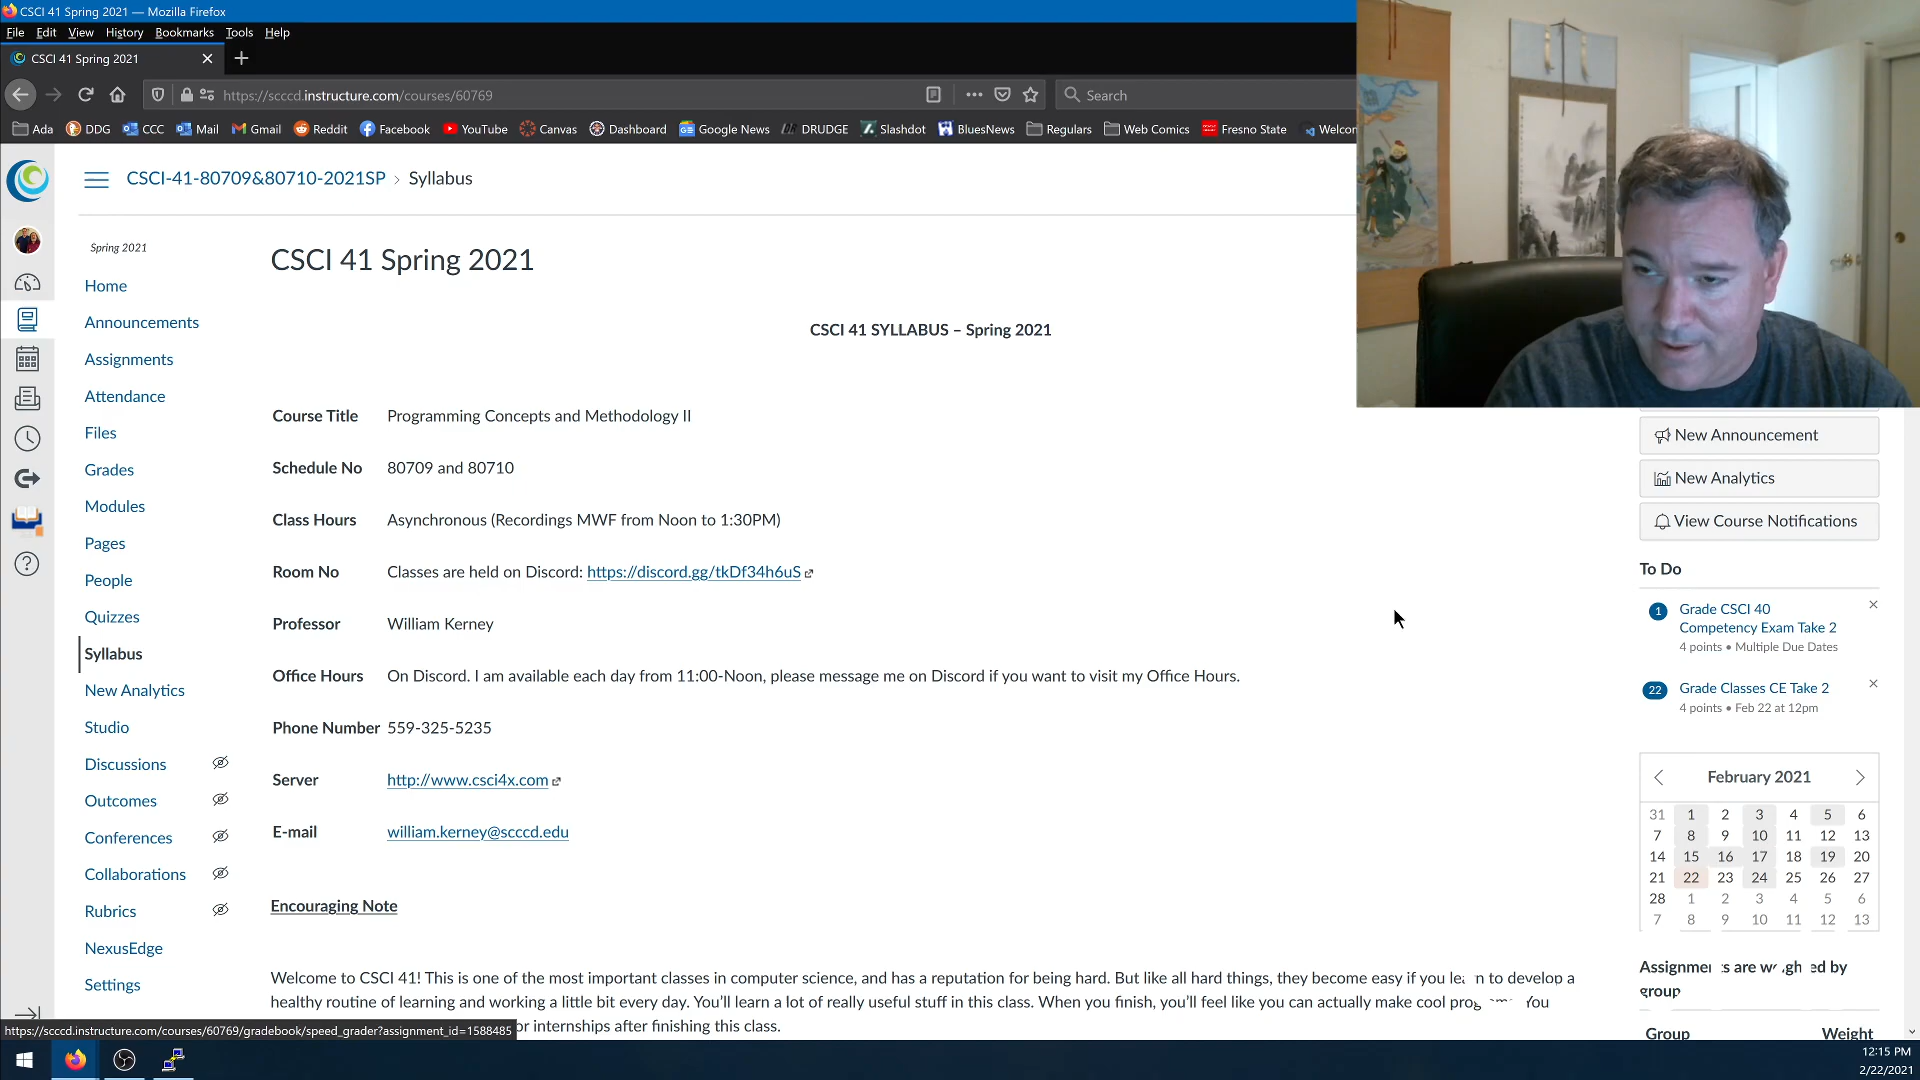 CSCI 41 Spring 2021 — Mozilla Firefox
File Edit View History Bookmarks Tools Help
CSCI 41 Spring 2021
https://scccd.instructure.com/courses/60769
Search
Ada DDG CCC Mail Gmail Reddit Facebook YouTube Canvas Dashboard Google News DRUDGE Slashdot BluesNews Regulars Web Comics Fresno State Welcon
CSCI-41-80709&80710-2021SP › Syllabus
Spring 2021
Home
Announcements
Assignments
Attendance
Files
Grades
Modules
Pages
People
Quizzes
Syllabus
New Analytics
Studio
Discussions
Outcomes
Conferences
Collaborations
Rubrics
NexusEdge
Settings
CSCI 41 Spring 2021
CSCI 41 SYLLABUS – Spring 2021
Course Title Programming Concepts and Methodology II
Schedule No 80709 and 80710
Class Hours Asynchronous (Recordings MWF from Noon to 1:30PM)
Room No Classes are held on Discord: https://discord.gg/tkDf34h6uS
Professor William Kerney
Office Hours On Discord. I am available each day from 11:00-Noon, please message me on Discord if you want to visit my Office Hours.
Phone Number 559-325-5235
Server http://www.csci4x.com
E-mail william.kerney@scccd.edu
Encouraging Note
Welcome to CSCI 41! This is one of the most important classes in computer science, and has a reputation for being hard. But like all hard things, they become easy if you learn to develop a
healthy routine of learning and working a little bit every day. You'll learn a lot of really useful stuff in this class. When you finish, you'll feel like you can actually make cool programs. You
or internships after finishing this class.
https://scccd.instructure.com/courses/60769/gradebook/speed_grader?assignment_id=1588485
New Announcement
New Analytics
View Course Notifications
To Do
1 Grade CSCI 40
Competency Exam Take 2
4 points • Multiple Due Dates
22 Grade Classes CE Take 2
4 points • Feb 22 at 12pm
February 2021
31 1 2 3 4 5 6
7 8 9 10 11 12 13
14 15 16 17 18 19 20
21 22 23 24 25 26 27
28 1 2 3 4 5 6
7 8 9 10 11 12 13
Assignments are weighed by
group
Group Weight
12:15 PM
2/22/2021